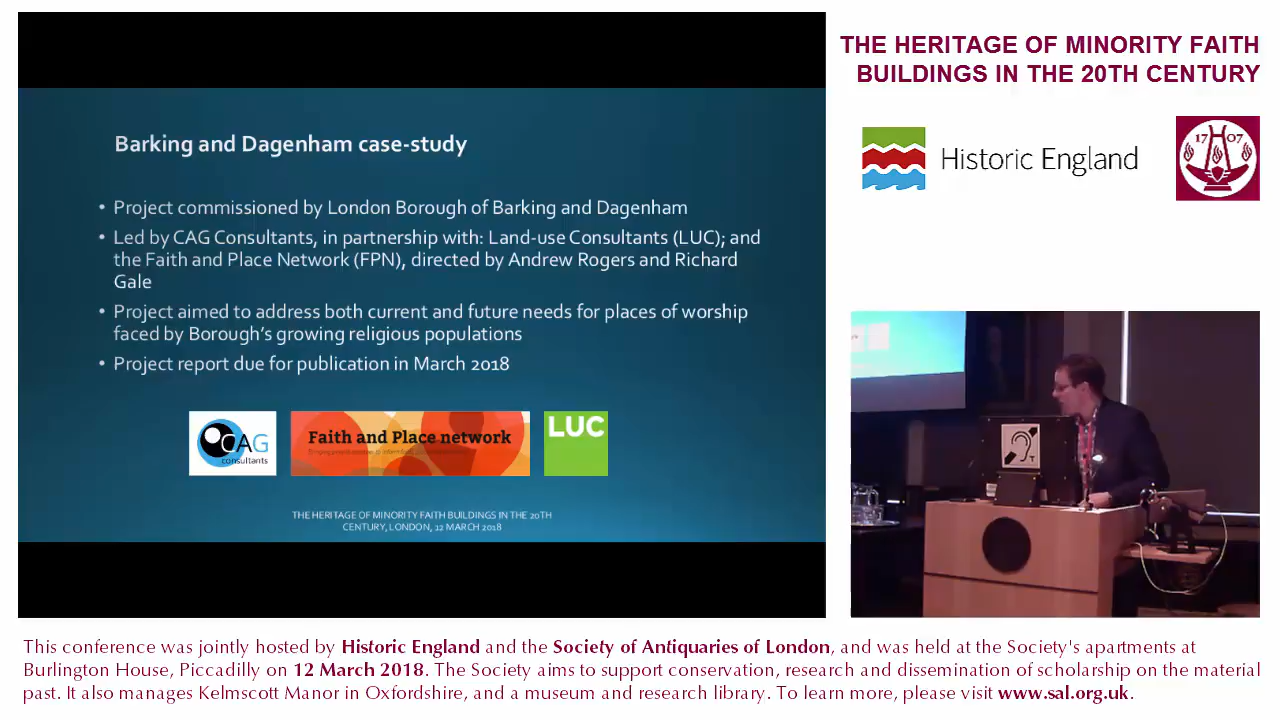 Barking and Dagenham case-study
• Project commissioned by London Borough of Barking and Dagenham
• Led by CAG Consultants, in partnership with: Land-use Consultants (LUC); and
the Faith and Place Network (FPN), directed by Andrew Rogers and Richard
Gale
• Project aimed to address both current and future needs for places of worship
faced by Borough's growing religious populations
• Project report due for publication in March 2018
CAG
consultants
Faith and Place network
LUC
THE HERITAGE OF MINORITY FAITH BUILDINGS IN THE 20TH
CENTURY, LONDON, 12 MARCH 2018
THE HERITAGE OF MINORITY FAITH
BUILDINGS IN THE 20TH CENTURY
Historic England
17 07
T
This conference was jointly hosted by Historic England and the Society of Antiquaries of London, and was held at the Society's apartments at
Burlington House, Piccadilly on 12 March 2018. The Society aims to support conservation, research and dissemination of scholarship on the material
past. It also manages Kelmscott Manor in Oxfordshire, and a museum and research library. To learn more, please visit www.sal.org.uk.